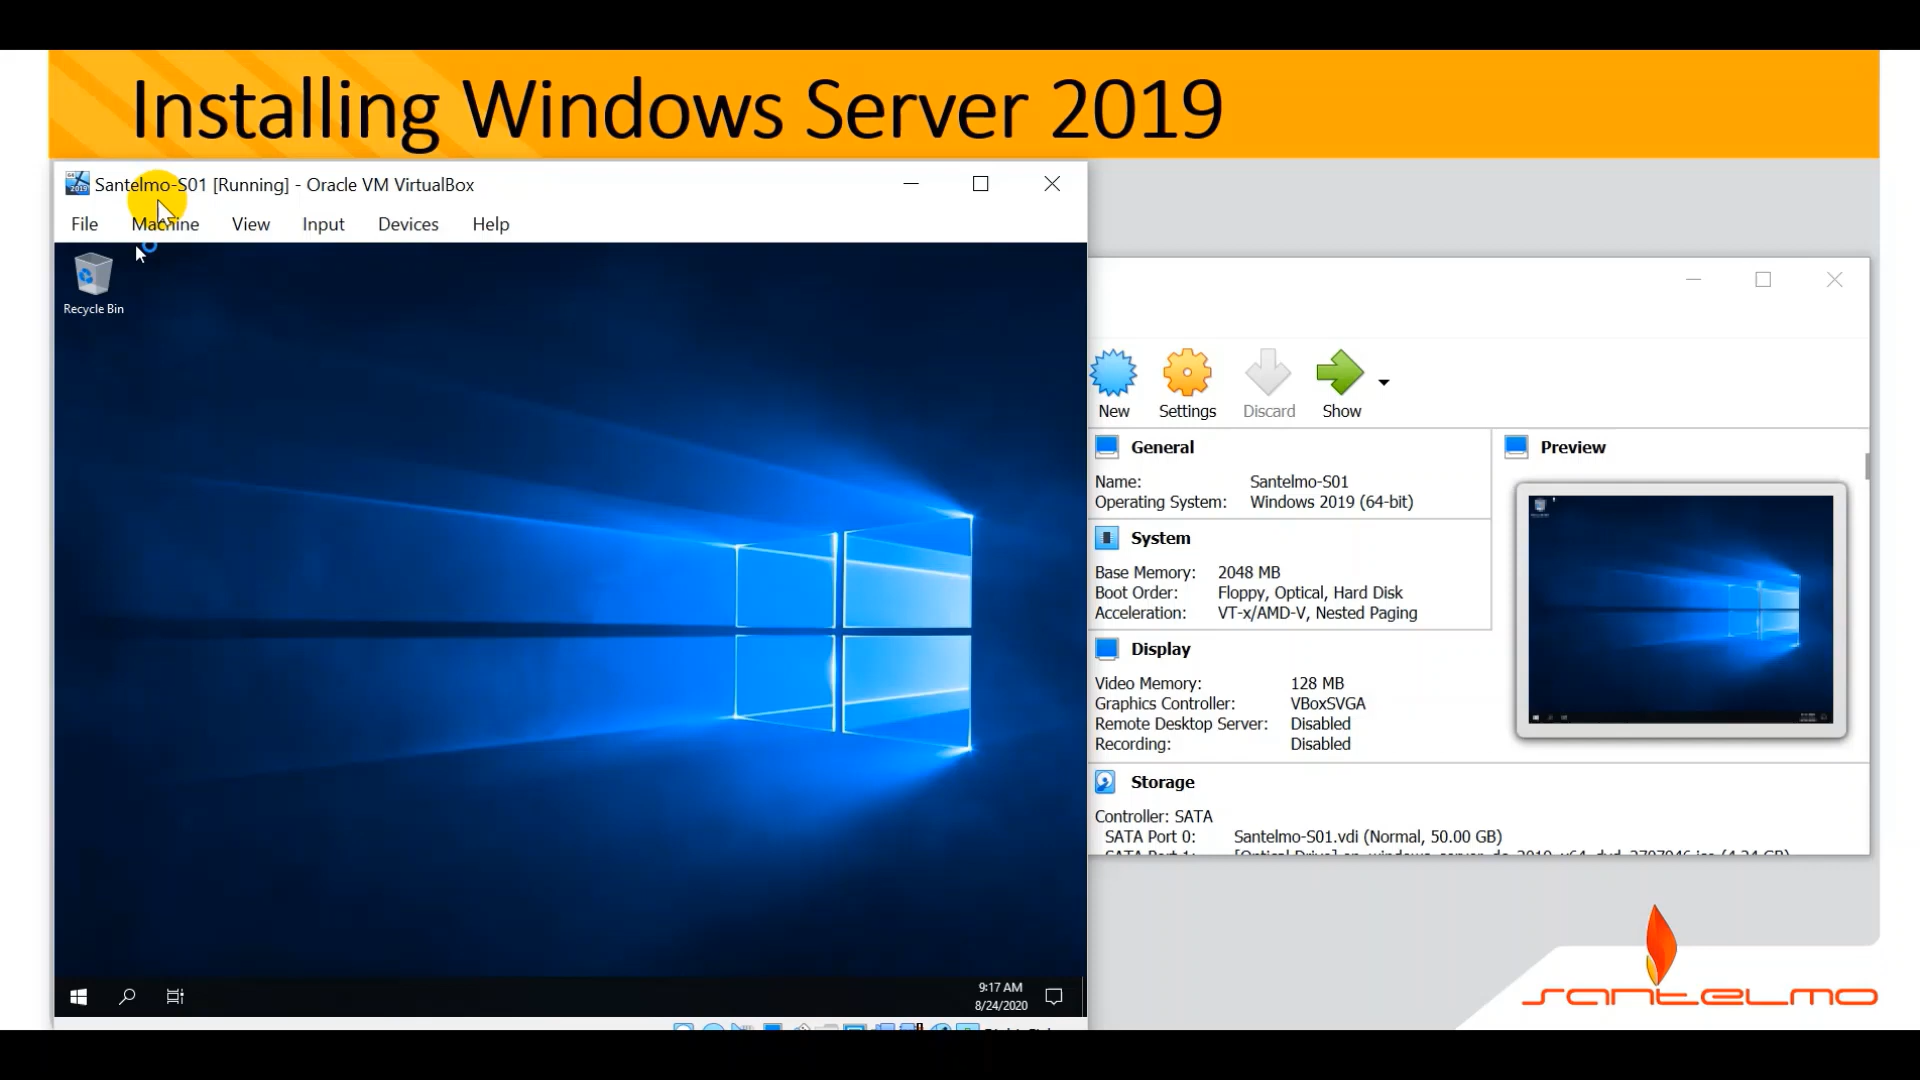 Installing Windows Server 2019
Santelmo-S01 [Running] - Oracle VM VirtualBox
File Machine View Input Devices Help
Recycle Bin
9:17 AM
8/24/2020
New Settings Discard Show
General
Name: Santelmo-S01
Operating System: Windows 2019 (64-bit)
System
Base Memory: 2048 MB
Boot Order: Floppy, Optical, Hard Disk
Acceleration: VT-x/AMD-V, Nested Paging
Display
Video Memory: 128 MB
Graphics Controller: VBoxSVGA
Remote Desktop Server: Disabled
Recording: Disabled
Storage
Controller: SATA
SATA Port 0: Santelmo-S01.vdi (Normal, 50.00 GB)
Preview
santelmo